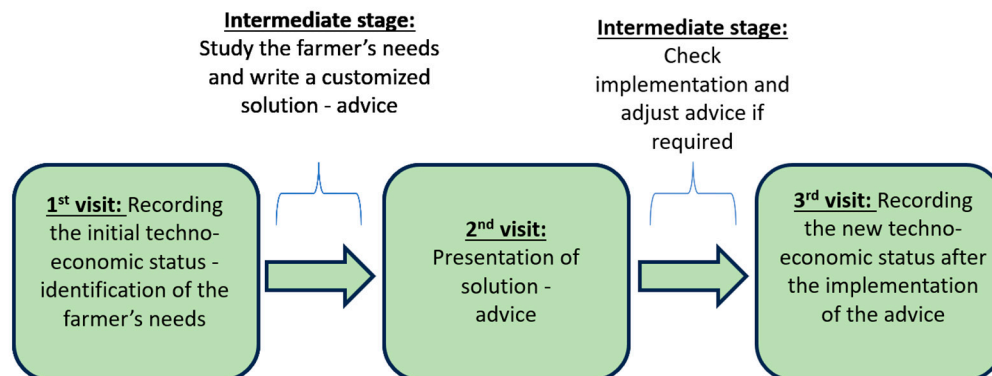 Intermediate stage:
Study the farmer's needs
and write a customized
solution - advice
Intermediate stage:
Check
implementation and
adjust advice if
required
1st visit: Recording
the initial techno-
economic status -
identification of the
farmer's needs
2nd visit:
Presentation of
solution -
advice
3rd visit: Recording
the new techno-
economic status after
the implementation
of the advice